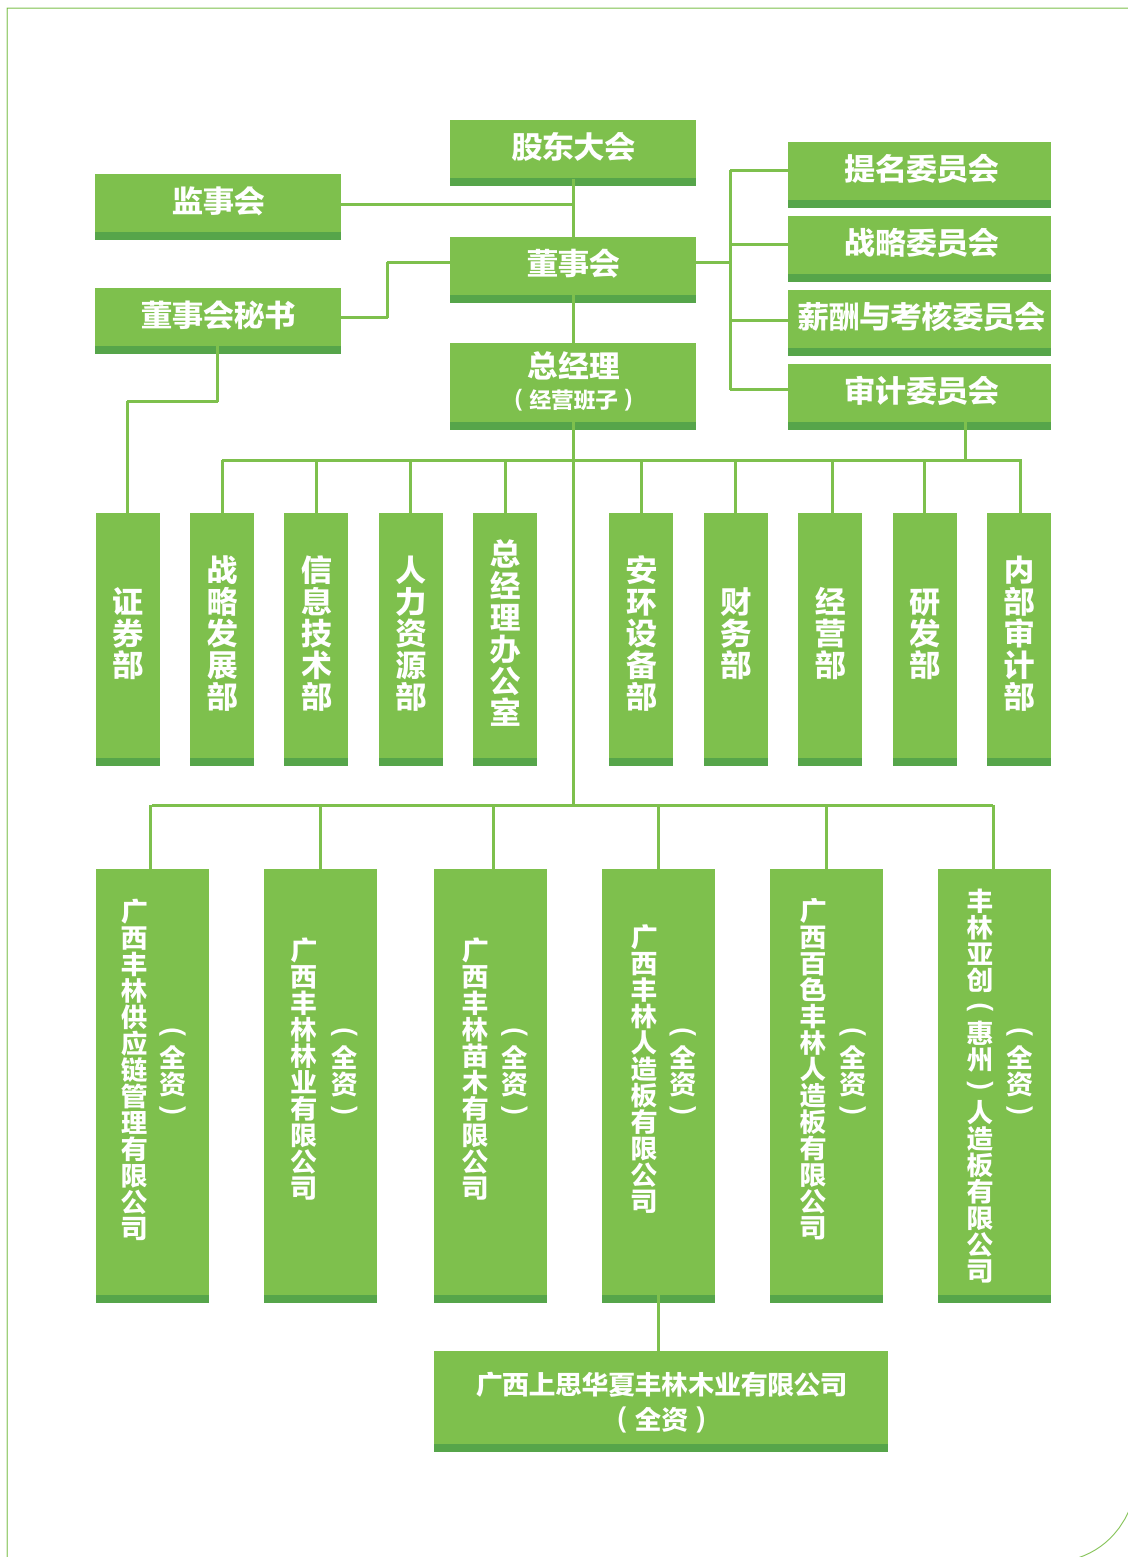 股东大会
监事会
董事会
董事会秘书
总经理
（经营班子）
提名委员会
战略委员会
薪酬与考核委员会
审计委员会
证券部
战略发展部
信息技术部
人力资源部
总经理办公室
安环设备部
财务部
经营部
研发部
内部审计部
广西丰林供应链管理有限公司
（全资）
广西丰林林业有限公司
（全资）
广西丰林苗木有限公司
（全资）
广西丰林人造板有限公司
（全资）
广西百色丰林人造板有限公司
（全资）
丰林亚创（惠州）人造板有限公司
（全资）
广西上思华夏丰林木业有限公司
（全资）